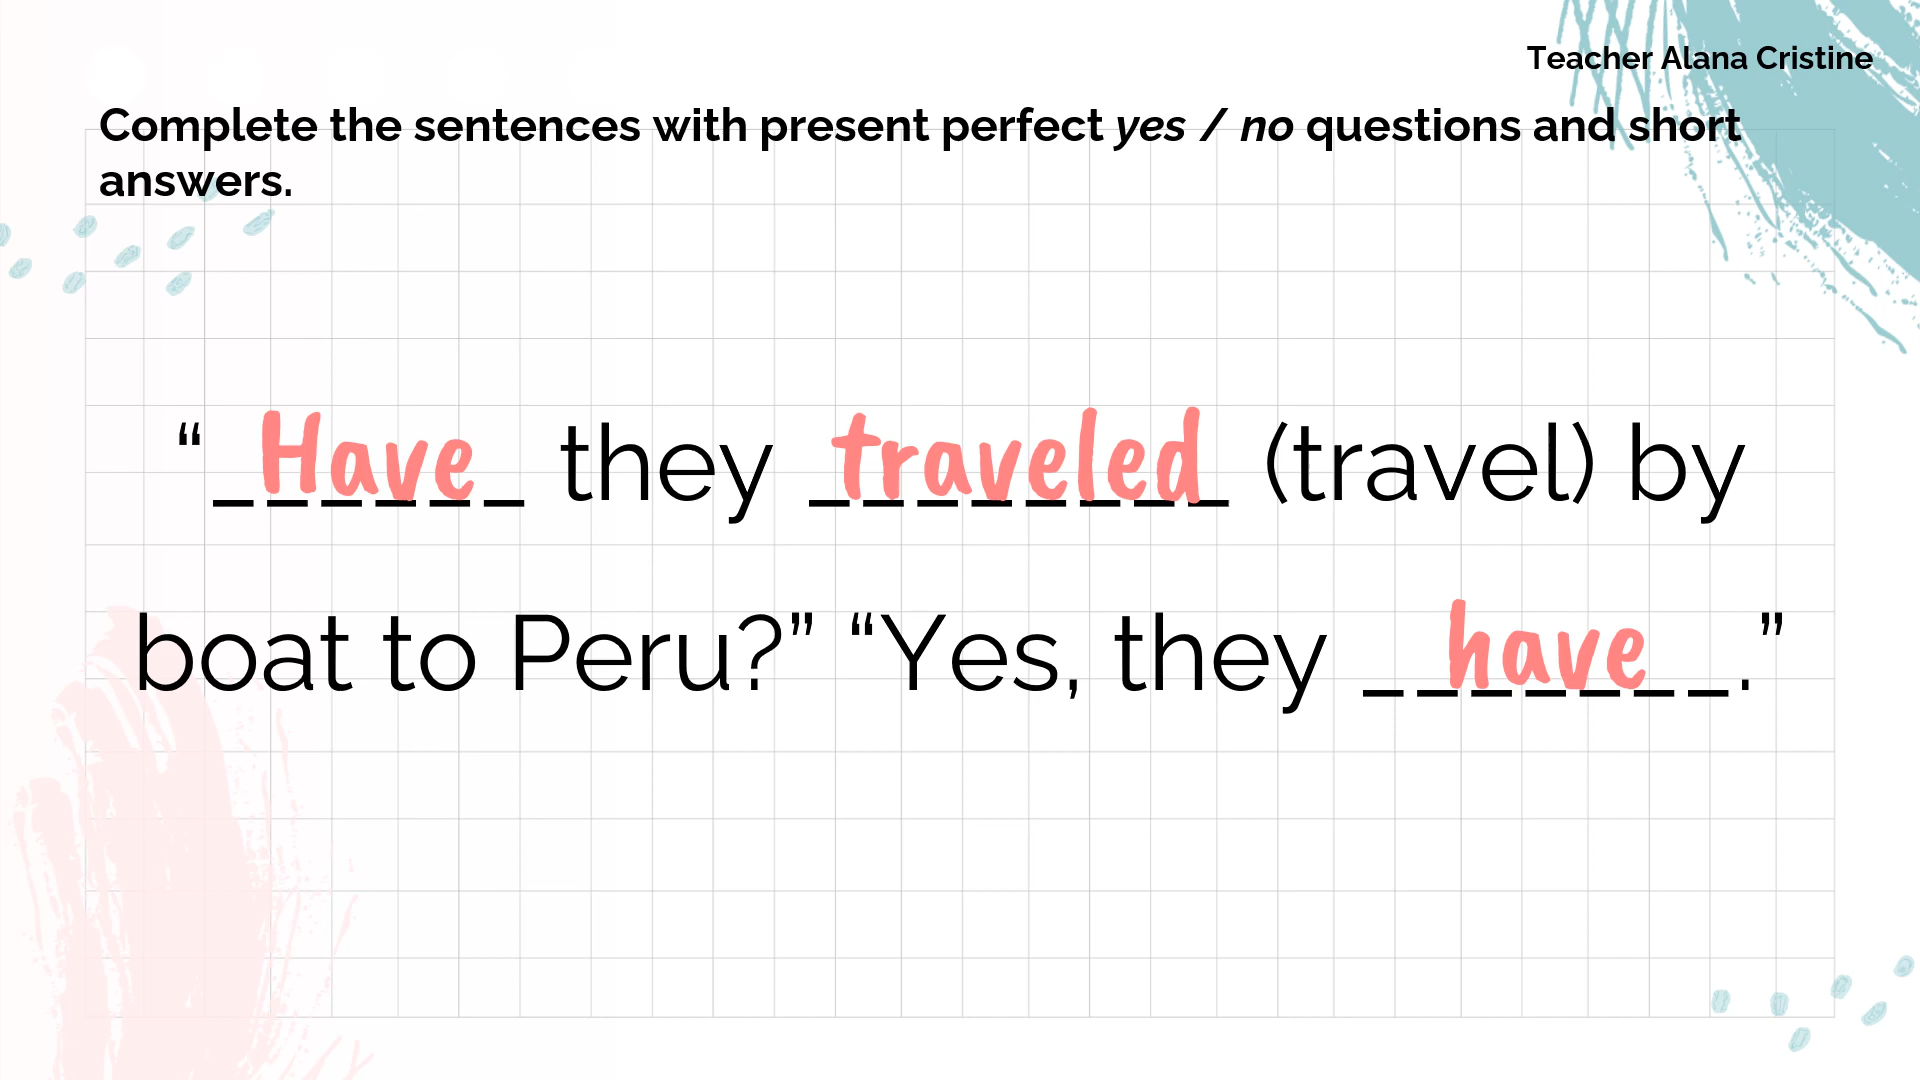 Teacher Alana Cristine
Complete the sentences with present perfect yes / no questions and short
answers.
“_Have_ they _traveled_ (travel) by
boat to Peru?” “Yes, they _have_.”